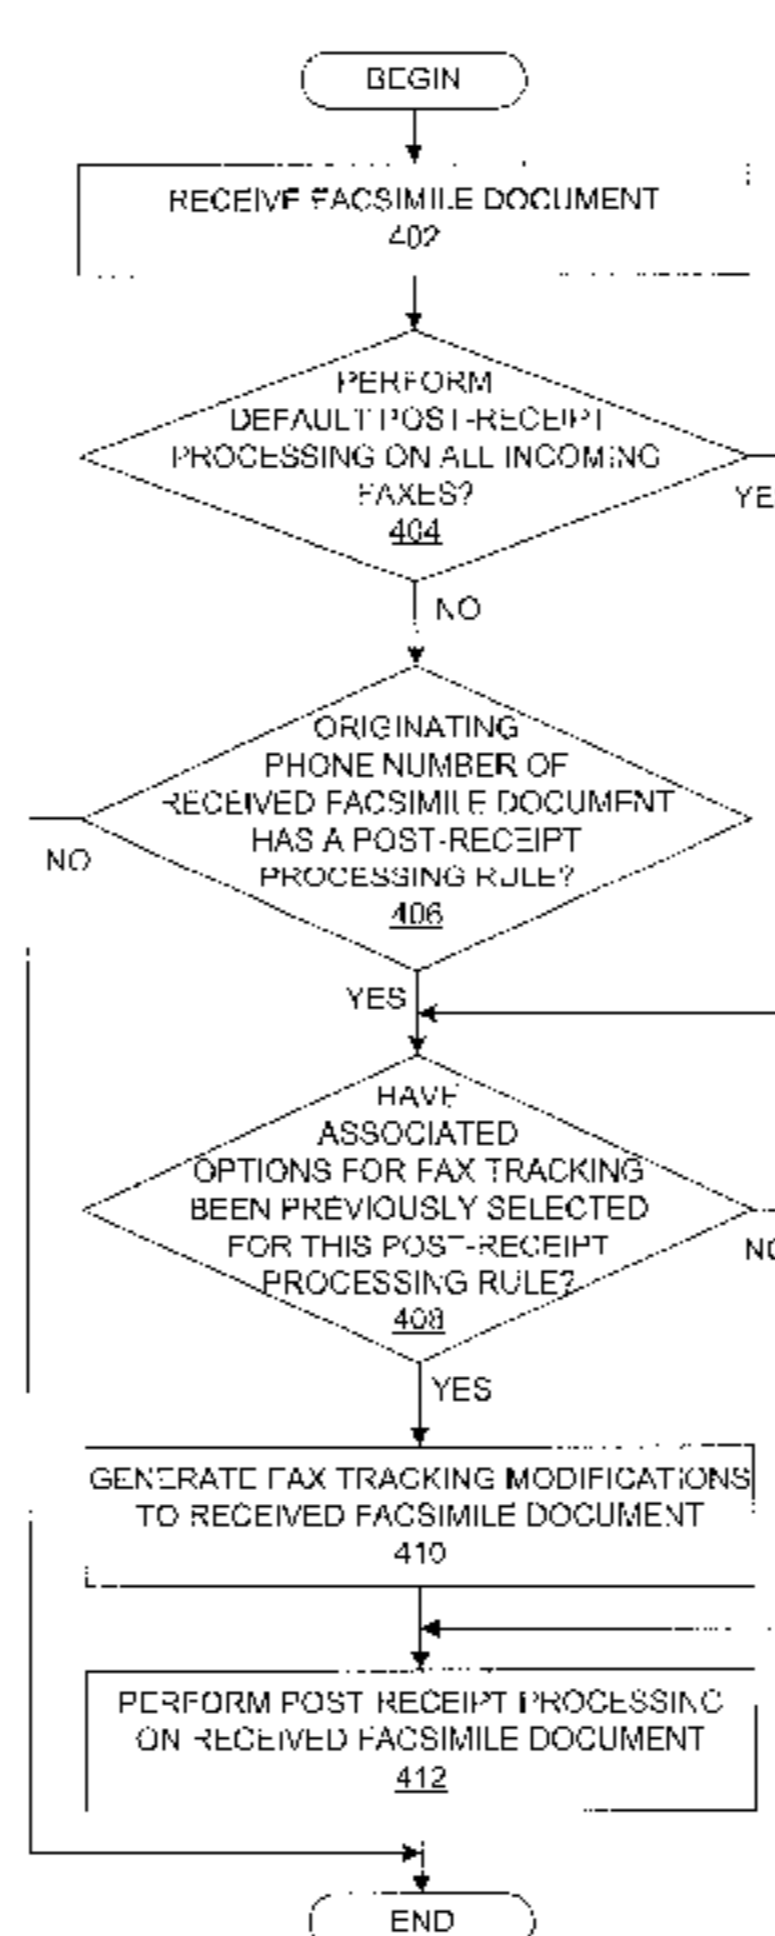 BEGIN
RECEIVE FACSIMILE DOCUMENT
402
PERFORM
DEFAULT POST-RECEIPT
PROCESSING ON ALL INCOMING
FAXES?
404
YE
NO
ORIGINATING
PHONE NUMBER OF
RECEIVED FACSIMILE DOCUMENT
HAS A POST-RECEIPT
PROCESSING RULE?
406
NO
YES
HAVE
ASSOCIATED
OPTIONS FOR FAX TRACKING
BEEN PREVIOUSLY SELECTED
FOR THIS POST-RECEIPT
PROCESSING RULE?
408
NO
YES
GENERATE FAX TRACKING MODIFICATIONS
TO RECEIVED FACSIMILE DOCUMENT
410
PERFORM POST RECEIPT PROCESSING
ON RECEIVED FACSIMILE DOCUMENT
412
END